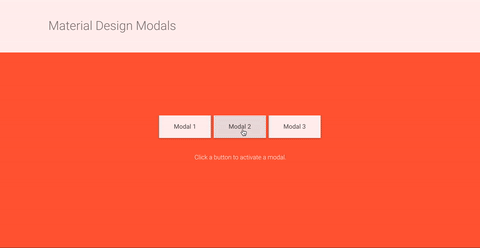 Material Design Modals
Modal 1 Modal 2 Modal 3
Click a button to activate a modal.